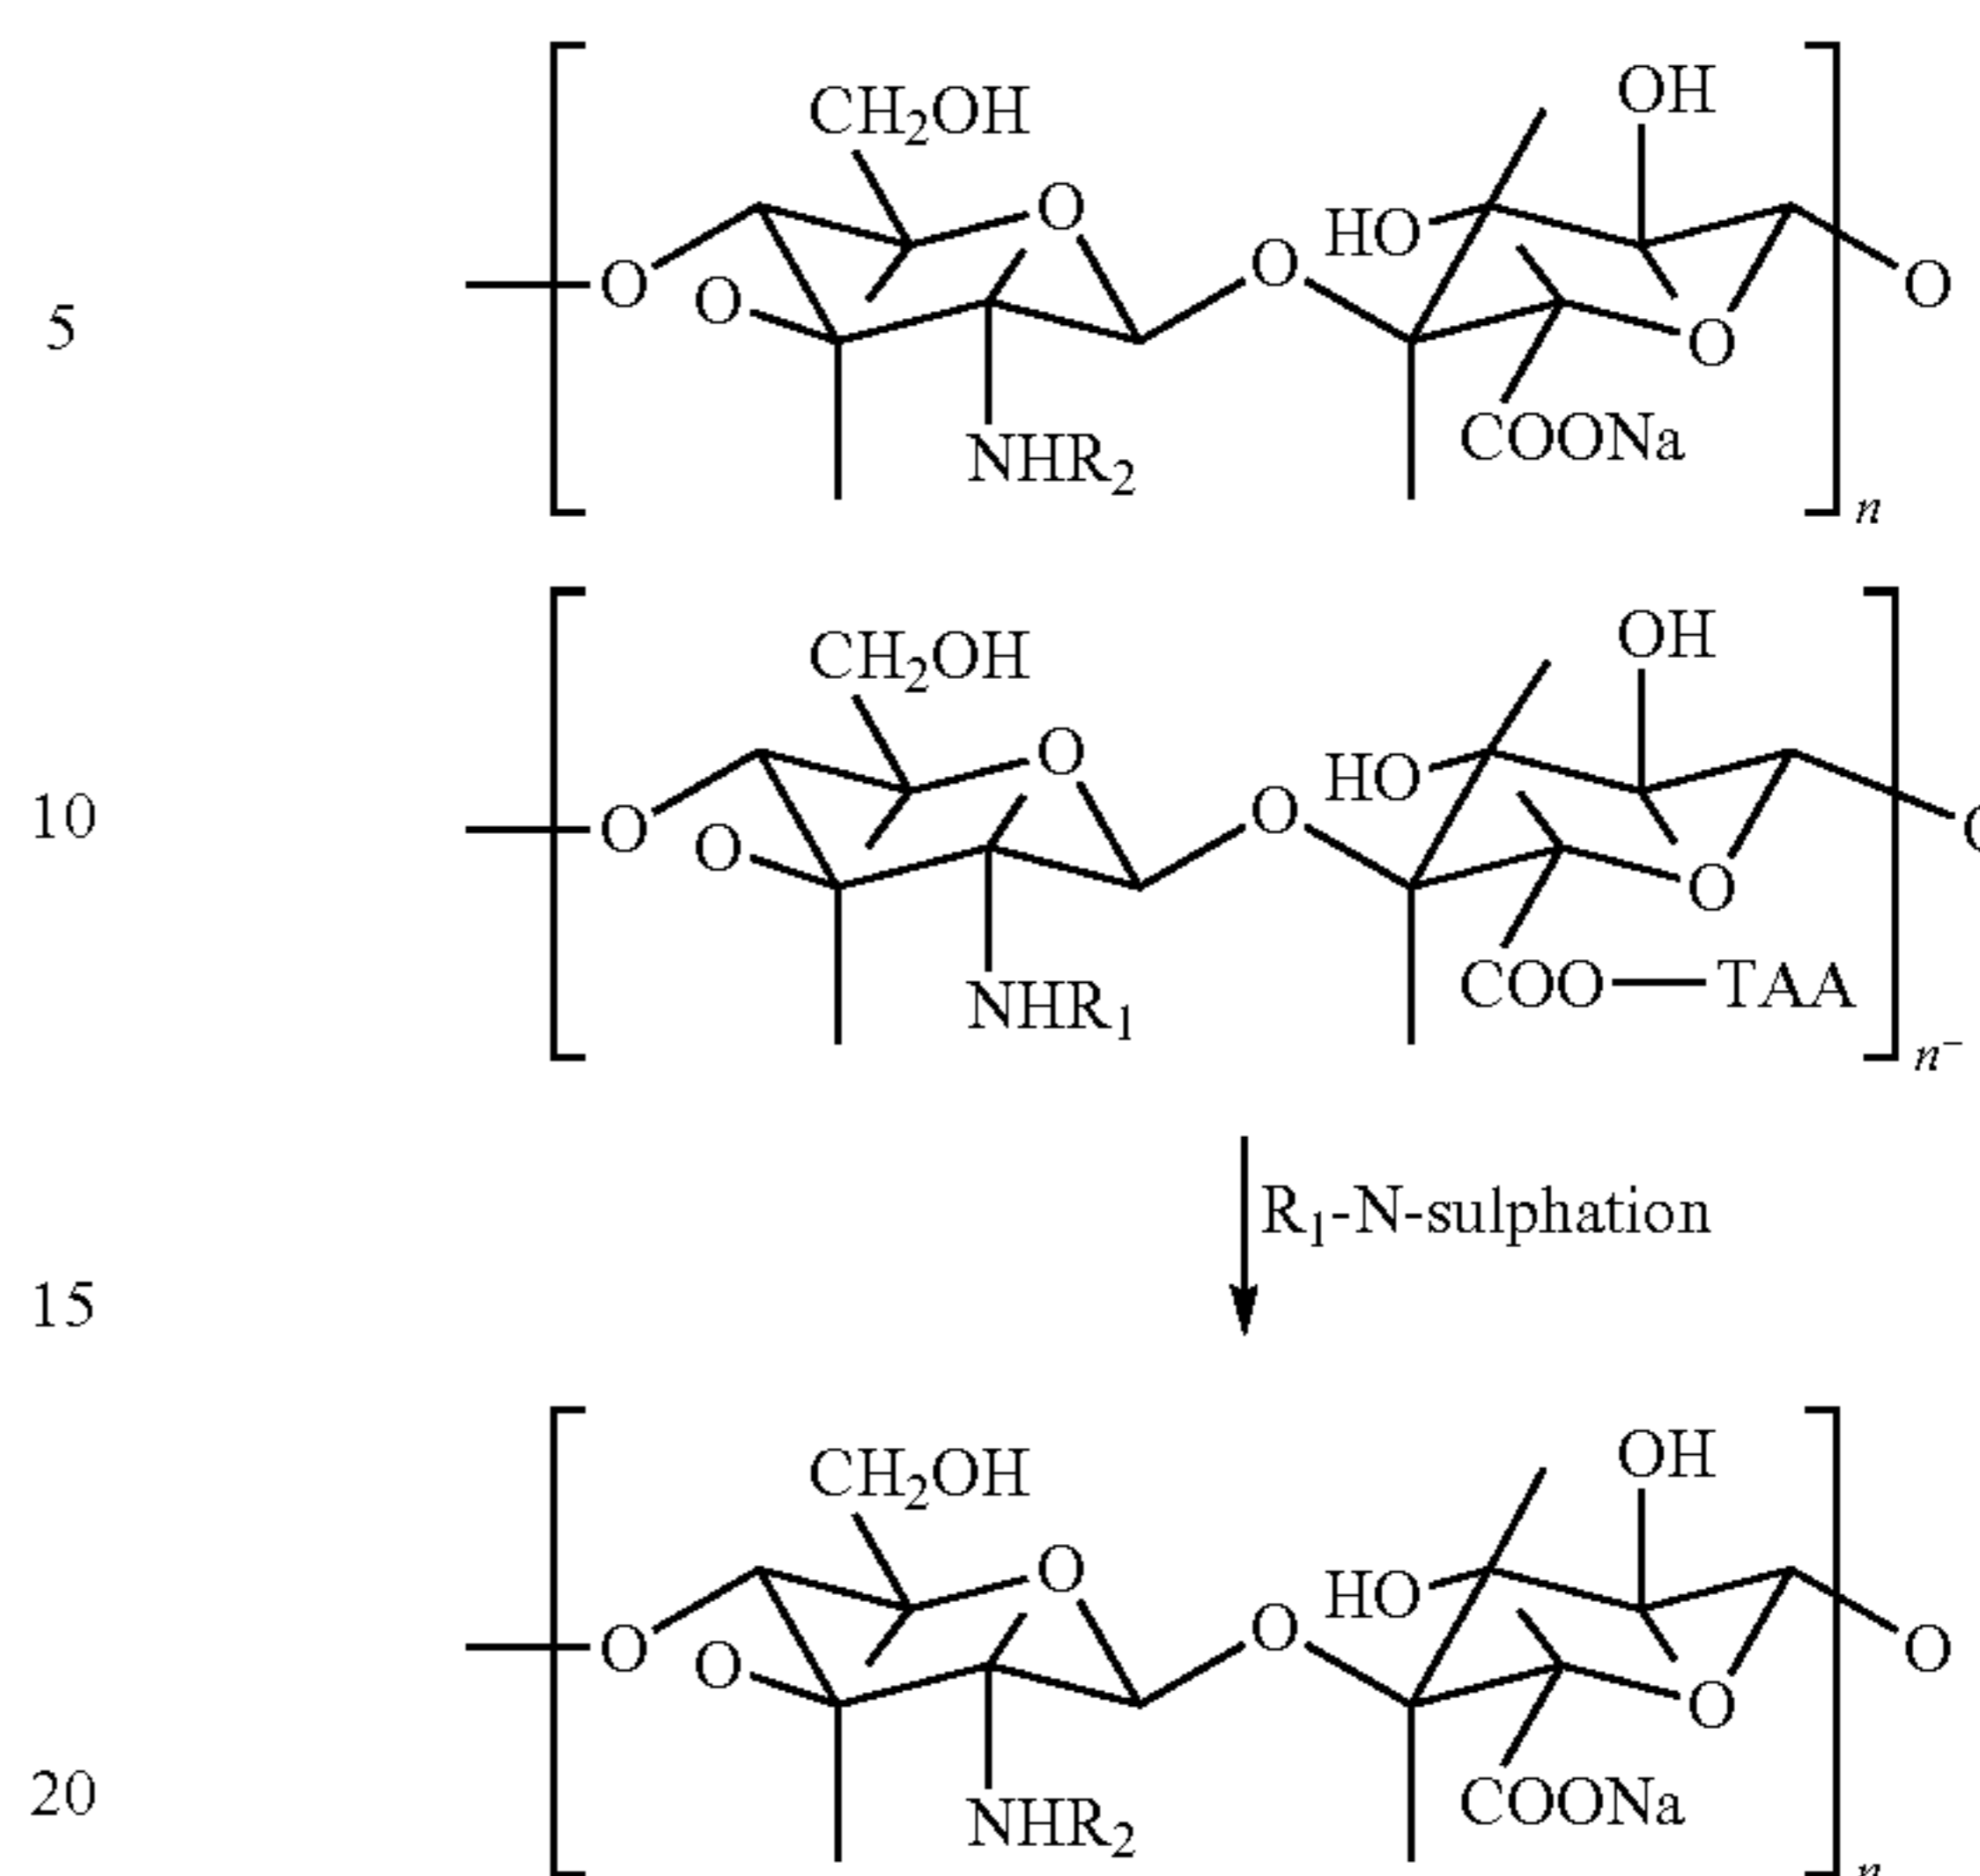 CH₂OH OH
O HO
O O O O
5 O
NHR₂ COONa
n
CH₂OH OH
O HO
10 O O O
O
NHR₁ COO—TAA
n⁻
R₁-N-sulphation
15
CH₂OH OH
O HO
O O O O
O
20 NHR₂ COONa
n